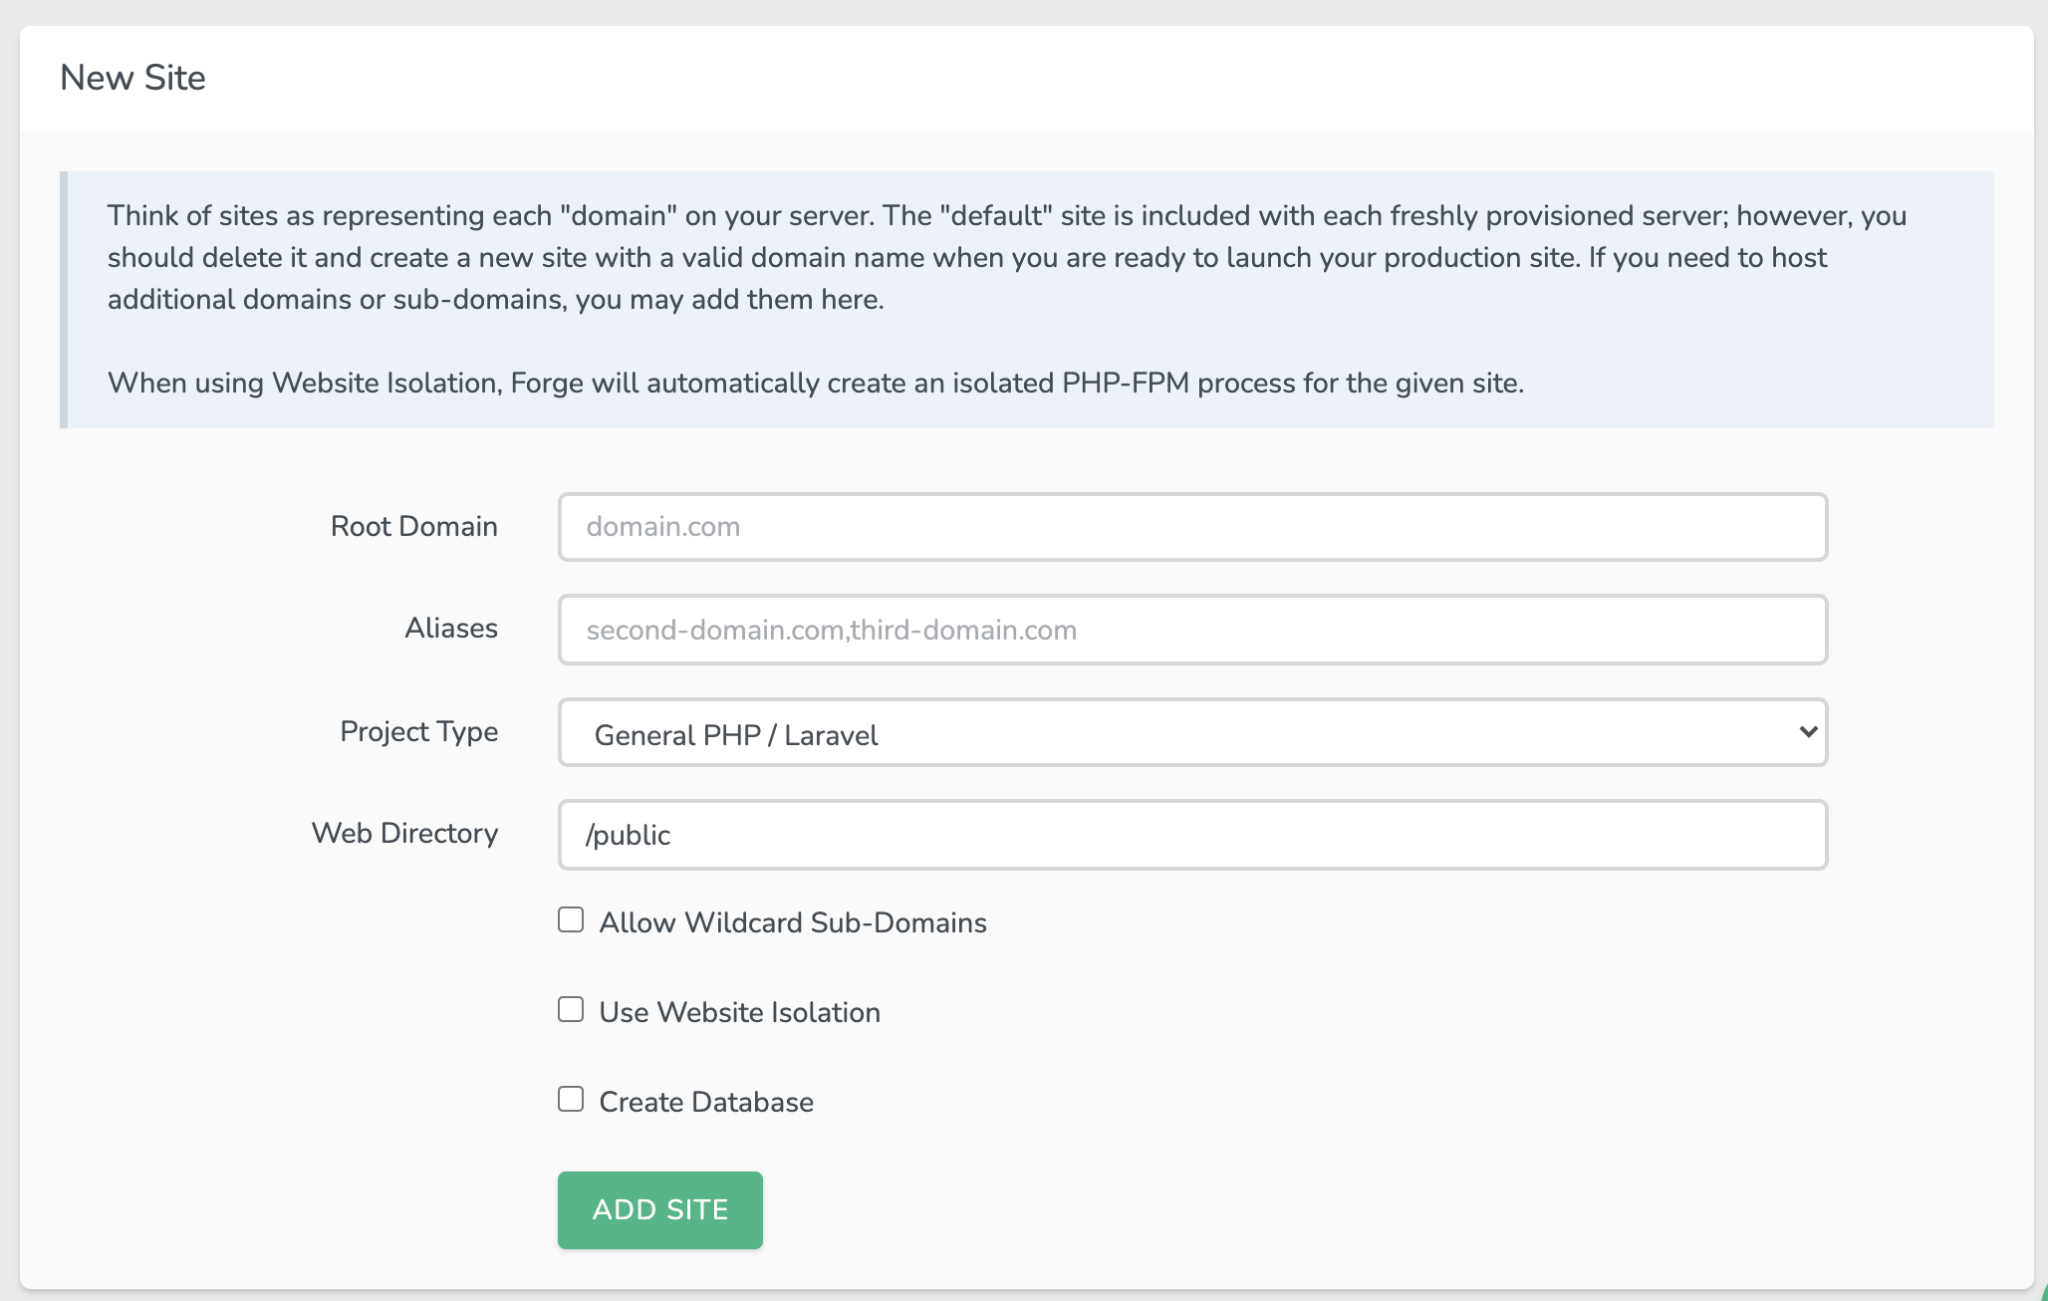 New Site
Think of sites as representing each "domain" on your server. The "default" site is included with each freshly provisioned server; however, you
should delete it and create a new site with a valid domain name when you are ready to launch your production site. If you need to host
additional domains or sub-domains, you may add them here.
When using Website Isolation, Forge will automatically create an isolated PHP-FPM process for the given site.
Root Domain
domain.com
Aliases
second-domain.com,third-domain.com
Project Type
General PHP / Laravel
Web Directory
/public
Allow Wildcard Sub-Domains
Use Website Isolation
Create Database
ADD SITE